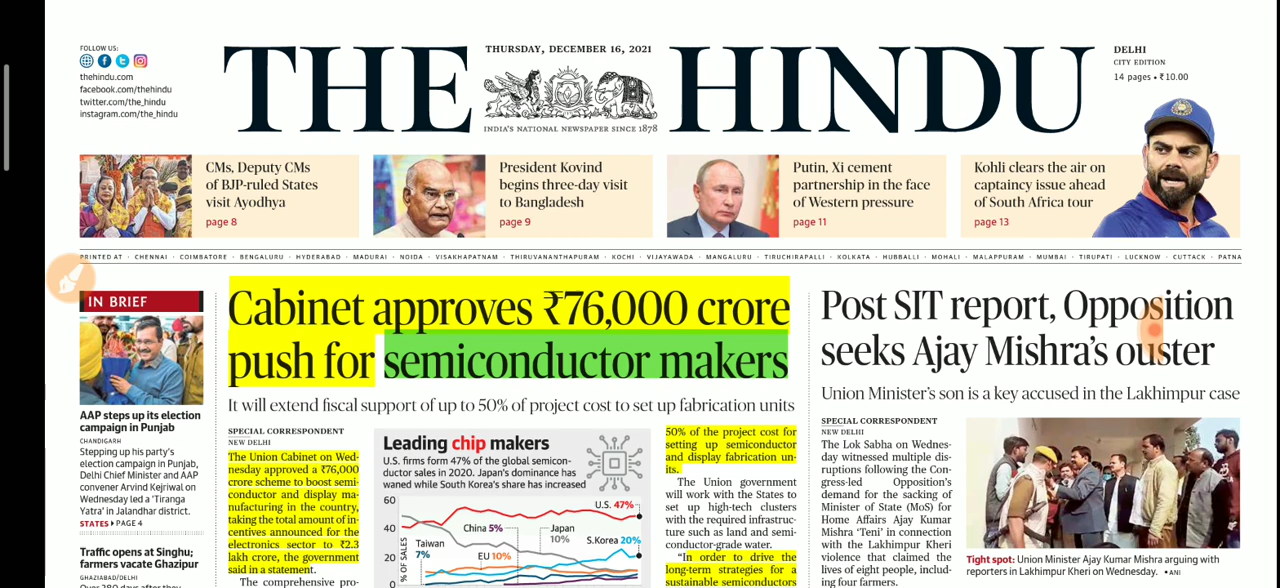 FOLLOW US:
thehindu.com
facebook.com/thehindu
twitter.com/the_hindu
instagram.com/the_hindu
THE HINDU
THURSDAY, DECEMBER 16, 2021
INDIA'S NATIONAL NEWSPAPER SINCE 1878
DELHI
CITY EDITION
14 pages • ₹10.00
CMs, Deputy CMs
of BJP-ruled States
visit Ayodhya
page 8
President Kovind
begins three-day visit
to Bangladesh
page 9
Putin, Xi cement
partnership in the face
of Western pressure
page 11
Kohli clears the air on
captaincy issue ahead
of South Africa tour
page 13
PRINTED AT · CHENNAI · COIMBATORE · BENGALURU · HYDERABAD · MADURAI · NOIDA · VISAKHAPATNAM · THIRUVANANTHAPURAM · KOCHI · VIJAYAWADA · MANGALURU · TIRUCHIRAPALLI · KOLKATA · HUBBALLI · MOHALI · MALAPPURAM · MUMBAI · TIRUPATI · LUCKNOW · CUTTACK · PATNA
IN BRIEF
AAP steps up its election
campaign in Punjab
CHANDIGARH
Stepping up his party's
election campaign in Punjab,
Delhi Chief Minister and AAP
convener Arvind Kejriwal on
Wednesday led a 'Tiranga
Yatra' in Jalandhar district.
STATES PAGE 4
Traffic opens at Singhu;
farmers vacate Ghazipur
GHAZIABAD/DELHI
Cabinet approves ₹76,000 crore
push for semiconductor makers
It will extend fiscal support of up to 50% of project cost to set up fabrication units
SPECIAL CORRESPONDENT
NEW DELHI
The Union Cabinet on Wed-
nesday approved a ₹76,000
crore scheme to boost semi-
conductor and display ma-
nufacturing in the country,
taking the total amount of in-
centives announced for the
electronics sector to ₹2.3
lakh crore, the government
said in a statement.
The comprehensive pro-
Leading chip makers
U.S. firms form 47% of the global semicon-
ductor sales in 2020. Japan's dominance has
waned while South Korea's share has increased
60
40
20
0
% OF SALES
U.S. 47%
China 5%
Japan
10%
Taiwan
7%
EU 10%
S.Korea 20%
50% of the project cost for
setting up semiconductor
and display fabrication un-
its.
The Union government
will work with the States to
set up high-tech clusters
with the required infrastruc-
ture such as land and semi-
conductor-grade water.
"In order to drive the
long-term strategies for a
sustainable semiconductors
Post SIT report, Opposition
seeks Ajay Mishra's ouster
Union Minister's son is a key accused in the Lakhimpur case
SPECIAL CORRESPONDENT
NEW DELHI
The Lok Sabha on Wednes-
day witnessed multiple dis-
ruptions following the Con-
gress-led Opposition's
demand for the sacking of
Minister of State (MoS) for
Home Affairs Ajay Kumar
Mishra 'Teni' in connection
with the Lakhimpur Kheri
violence that claimed the
lives of eight people, includ-
ing four farmers.
Tight spot: Union Minister Ajay Kumar Mishra arguing with
reporters in Lakhimpur Kheri on Wednesday. • ANI